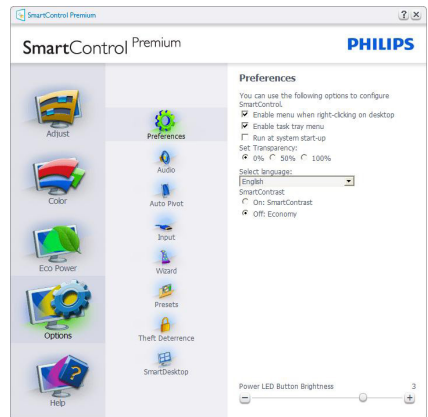 SmartControl Premium
SmartControl Premium
PHILIPS
Adjust
Color
Eco Power
Options
Help
Preferences
Audio
Auto Pivot
Input
Wizard
Presets
Theft Deterrence
SmartDesktop
Preferences
You can use the following options to configure
SmartControl.
Enable menu when right-clicking on desktop
Enable task tray menu
Run at system start-up
Set Transparency:
0% 50% 100%
Select language:
English
SmartContrast
On: SmartContrast
Off: Economy
Power LED Button Brightness 3